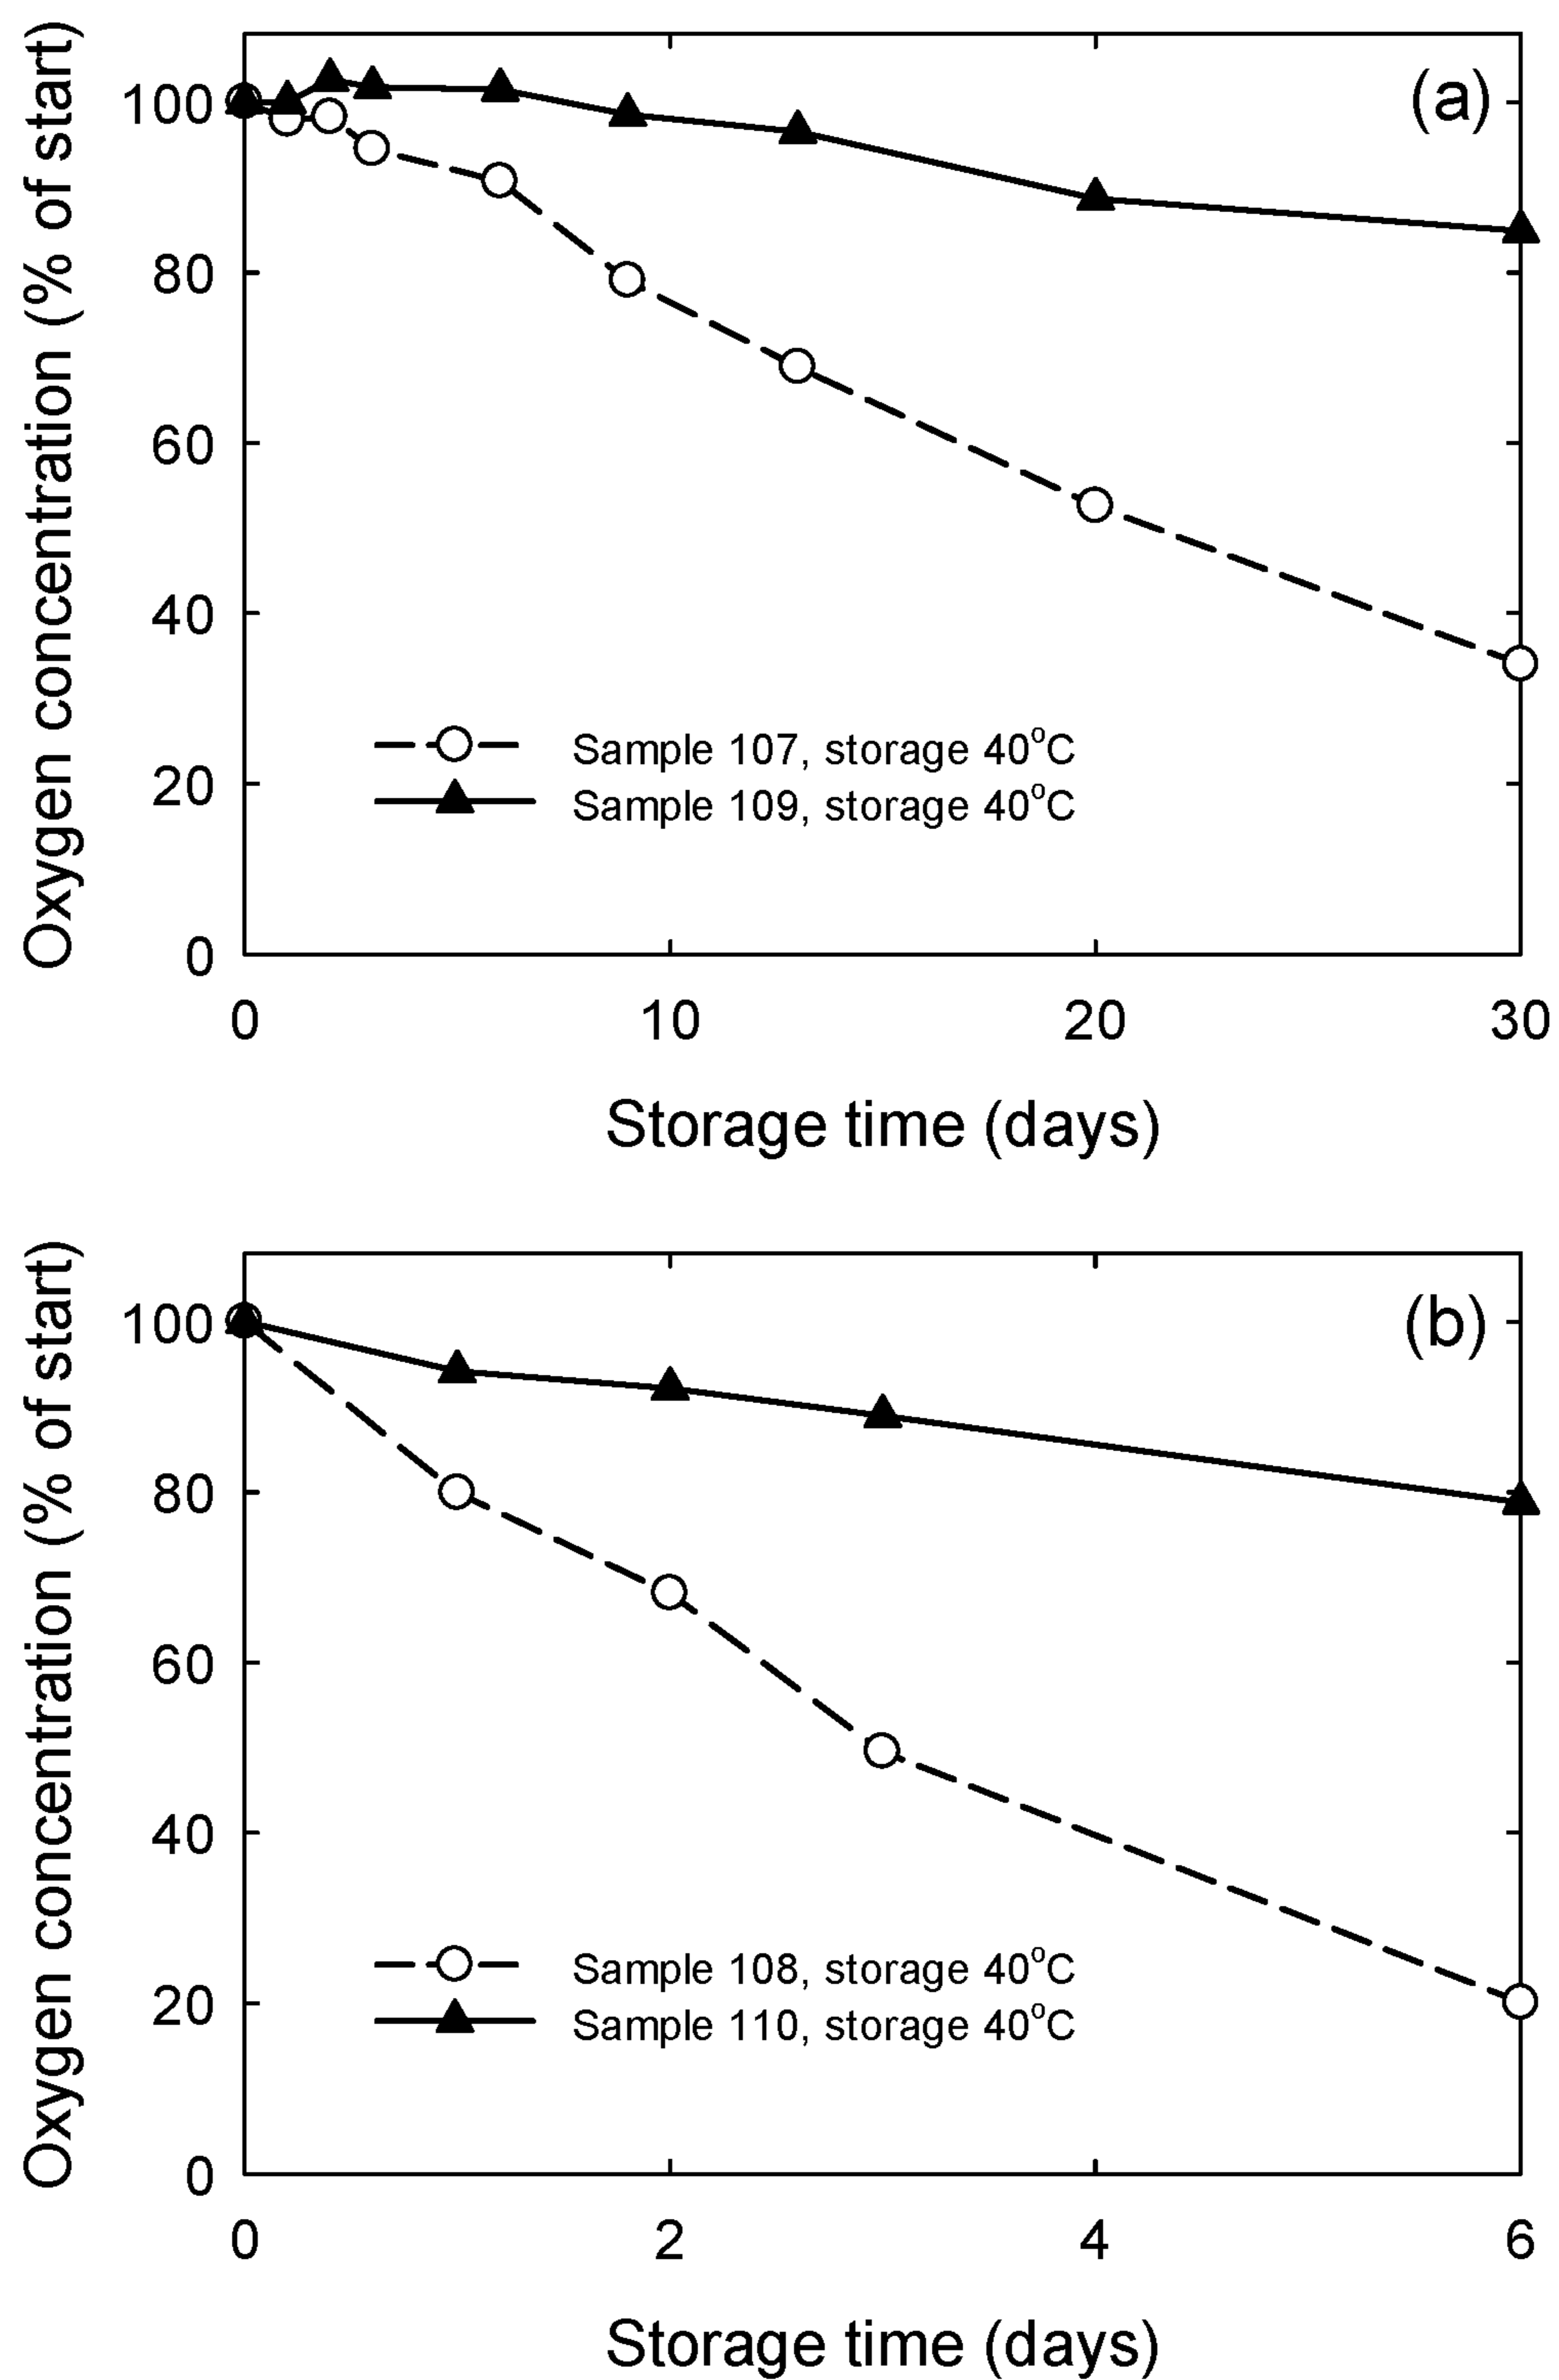 Oxygen concentration (% of start)
(a)
100
80
60
40
20
0
Sample 107, storage 40°C
Sample 109, storage 40°C
0 10 20 30
Storage time (days)
Oxygen concentration (% of start)
(b)
100
80
60
40
20
0
Sample 108, storage 40°C
Sample 110, storage 40°C
0 2 4 6
Storage time (days)